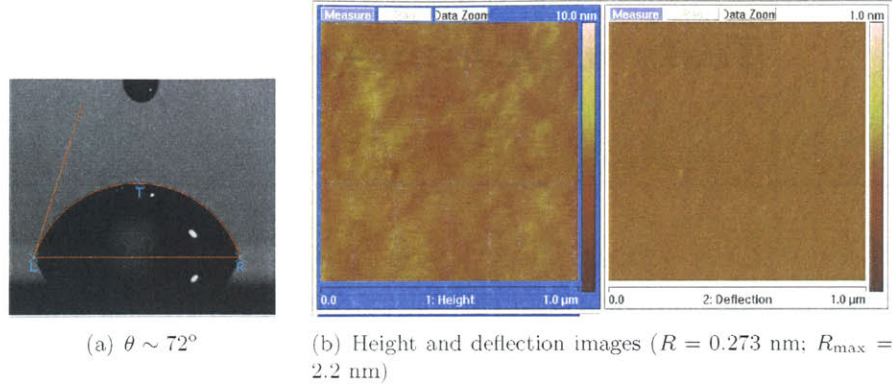 Measure
Data Zoom
10.0 nm
Measure
Data Zoom
1.0 nm
T
L
R
0.0
1: Height
1.0 µm
0.0
2: Deflection
1.0 µm
(a) θ ∼ 72°
(b) Height and deflection images (R = 0.273 nm; Rmax =
2.2 nm)